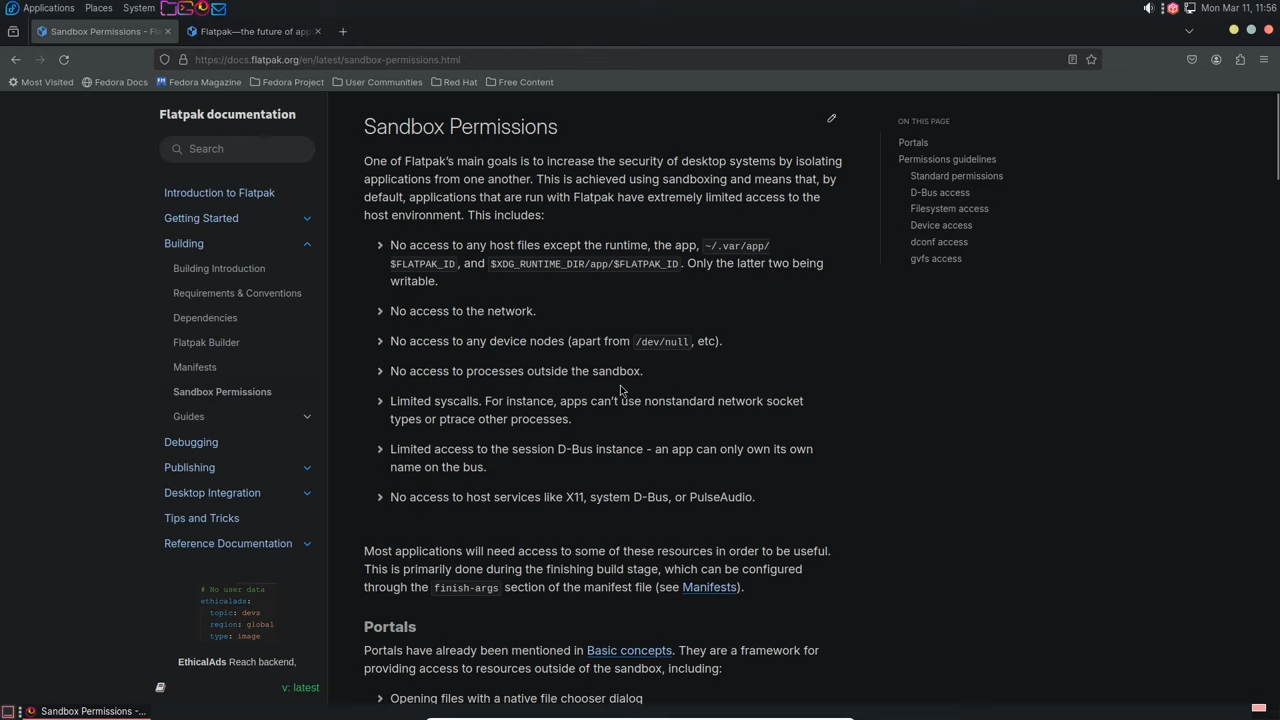 Applications Places System
Mon Mar 11, 11:56
Sandbox Permissions - Fla
Flatpak—the future of app
https://docs.flatpak.org/en/latest/sandbox-permissions.html
Most Visited Fedora Docs Fedora Magazine Fedora Project User Communities Red Hat Free Content
Flatpak documentation
Search
Introduction to Flatpak
Getting Started
Building
Building Introduction
Requirements & Conventions
Dependencies
Flatpak Builder
Manifests
Sandbox Permissions
Guides
Debugging
Publishing
Desktop Integration
Tips and Tricks
Reference Documentation
# No user data
ethicalads:
topic: devs
region: global
type: image
EthicalAds Reach backend,
v: latest
Sandbox Permissions
One of Flatpak's main goals is to increase the security of desktop systems by isolating
applications from one another. This is achieved using sandboxing and means that, by
default, applications that are run with Flatpak have extremely limited access to the
host environment. This includes:
No access to any host files except the runtime, the app, ~/.var/app/
$FLATPAK_ID, and $XDG_RUNTIME_DIR/app/$FLATPAK_ID. Only the latter two being
writable.
No access to the network.
No access to any device nodes (apart from /dev/null, etc).
No access to processes outside the sandbox.
Limited syscalls. For instance, apps can't use nonstandard network socket
types or ptrace other processes.
Limited access to the session D-Bus instance - an app can only own its own
name on the bus.
No access to host services like X11, system D-Bus, or PulseAudio.
Most applications will need access to some of these resources in order to be useful.
This is primarily done during the finishing build stage, which can be configured
through the finish-args section of the manifest file (see Manifests).
Portals
Portals have already been mentioned in Basic concepts. They are a framework for
providing access to resources outside of the sandbox, including:
Opening files with a native file chooser dialog
ON THIS PAGE
Portals
Permissions guidelines
Standard permissions
D-Bus access
Filesystem access
Device access
dconf access
gvfs access
Sandbox Permissions -...